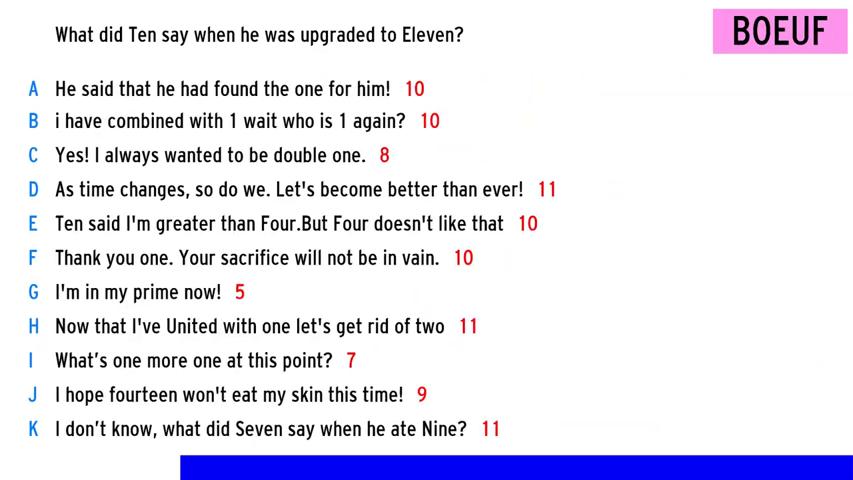 What did Ten say when he was upgraded to Eleven?
BOEUF
A He said that he had found the one for him! 10
B i have combined with 1 wait who is 1 again? 10
C Yes! I always wanted to be double one. 8
D As time changes, so do we. Let's become better than ever! 11
E Ten said I'm greater than Four.But Four doesn't like that 10
F Thank you one. Your sacrifice will not be in vain. 10
G I'm in my prime now! 5
H Now that I've United with one let's get rid of two 11
I What’s one more one at this point? 7
J I hope fourteen won't eat my skin this time! 9
K I don’t know, what did Seven say when he ate Nine? 11